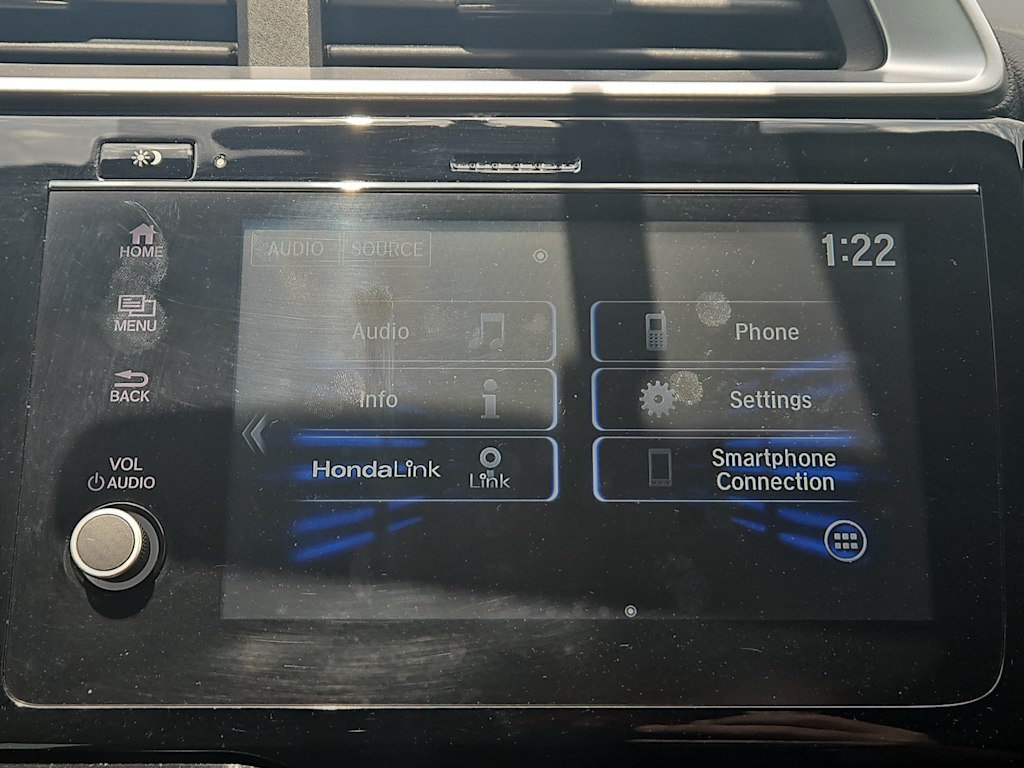 HOME
MENU
BACK
VOL
AUDIO
AUDIO SOURCE
1:22
Audio
Phone
Info
Settings
HondaLink
Link
Smartphone
Connection